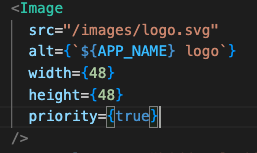 <Image
src="/images/logo.svg"
alt={`${APP_NAME} logo`}
width={48}
height={48}
priority={true}
/>